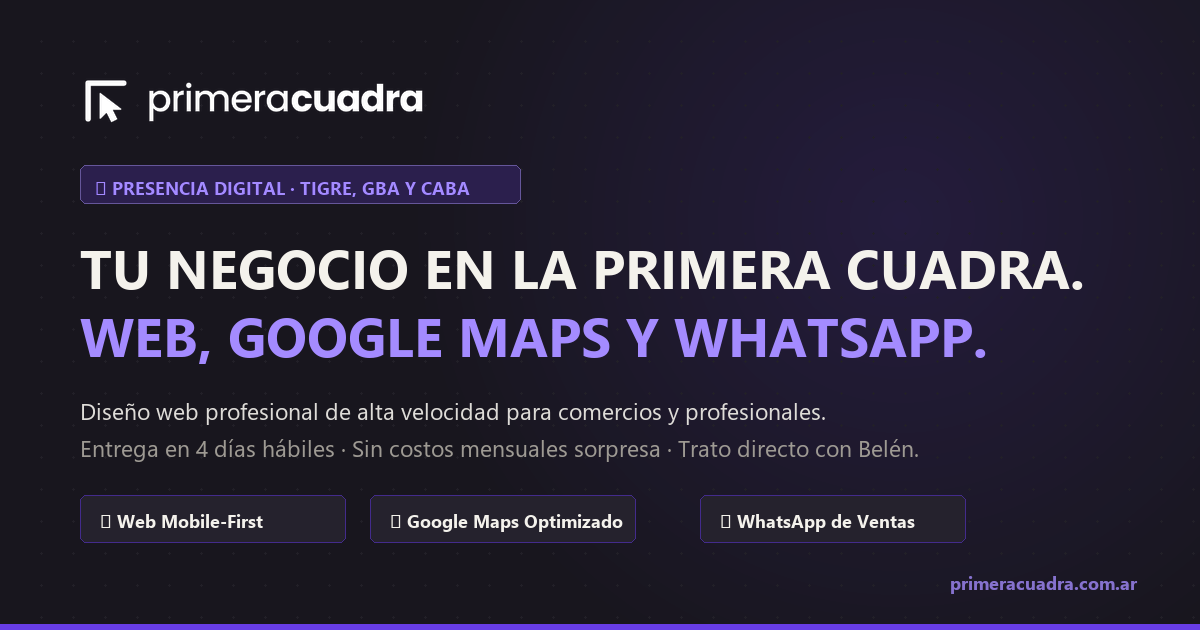 primeracuadra
▯ PRESENCIA DIGITAL · TIGRE, GBA Y CABA
TU NEGOCIO EN LA PRIMERA CUADRA.
WEB, GOOGLE MAPS Y WHATSAPP.
Diseño web profesional de alta velocidad para comercios y profesionales.
Entrega en 4 días hábiles · Sin costos mensuales sorpresa · Trato directo con Belén.
▯ Web Mobile-First
▯ Google Maps Optimizado
▯ WhatsApp de Ventas
primeracuadra.com.ar